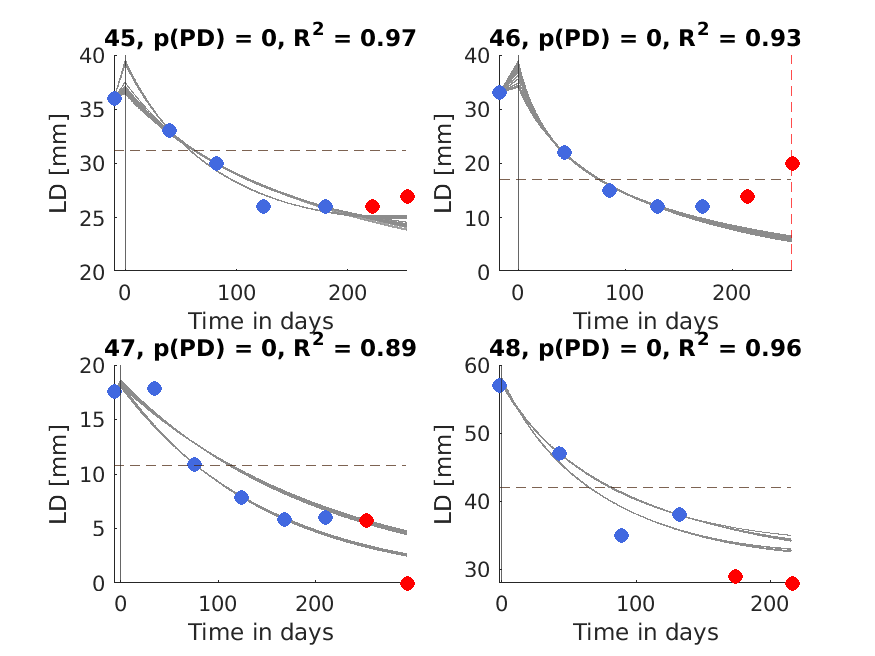 45, p(PD) = 0, R² = 0.97
40
35
30
25
20
LD [mm]
0 100 200
Time in days
46, p(PD) = 0, R² = 0.93
40
30
20
10
0
LD [mm]
0 100 200
Time in days
47, p(PD) = 0, R² = 0.89
20
15
10
5
0
LD [mm]
0 100 200
Time in days
48, p(PD) = 0, R² = 0.96
60
50
40
30
LD [mm]
0 100 200
Time in days